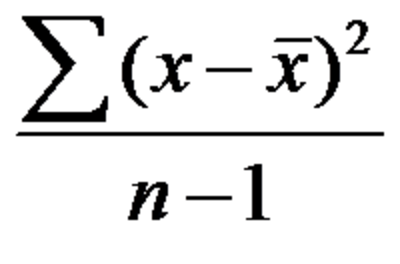 ∑(x − x̄)²
n − 1